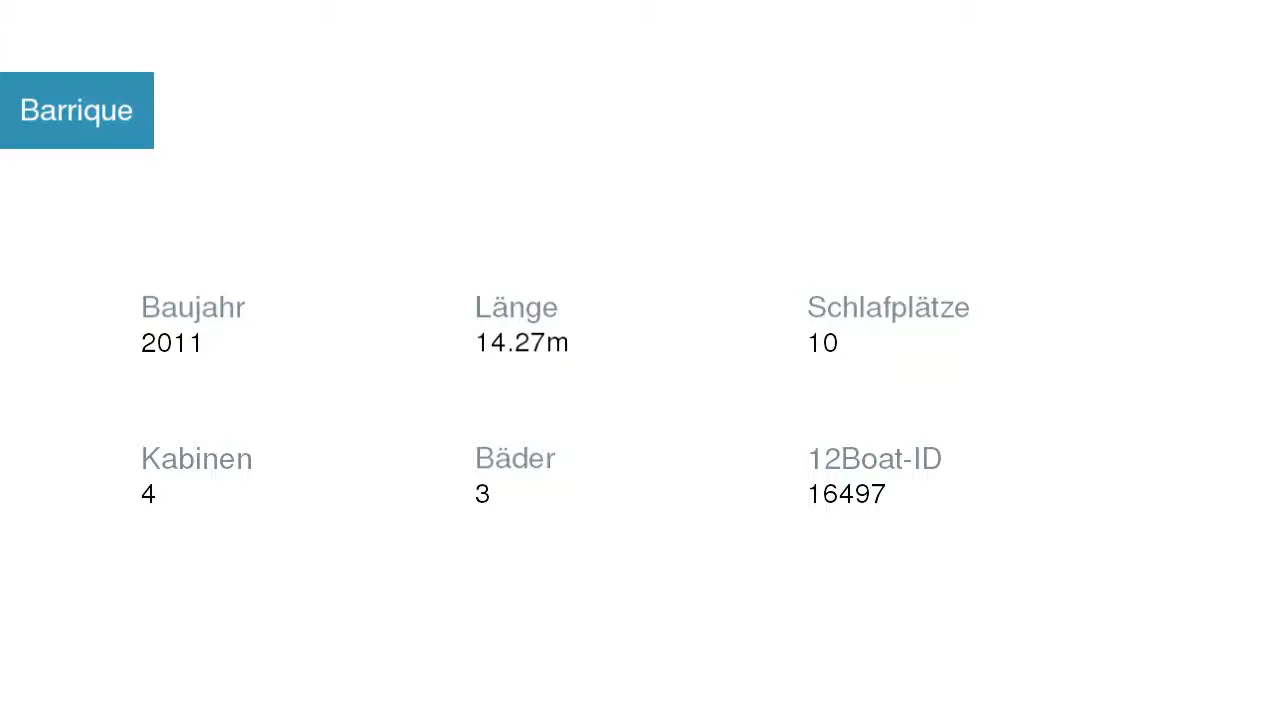 Barrique
Baujahr
2011
Länge
14.27m
Schlafplätze
10
Kabinen
4
Bäder
3
12Boat-ID
16497